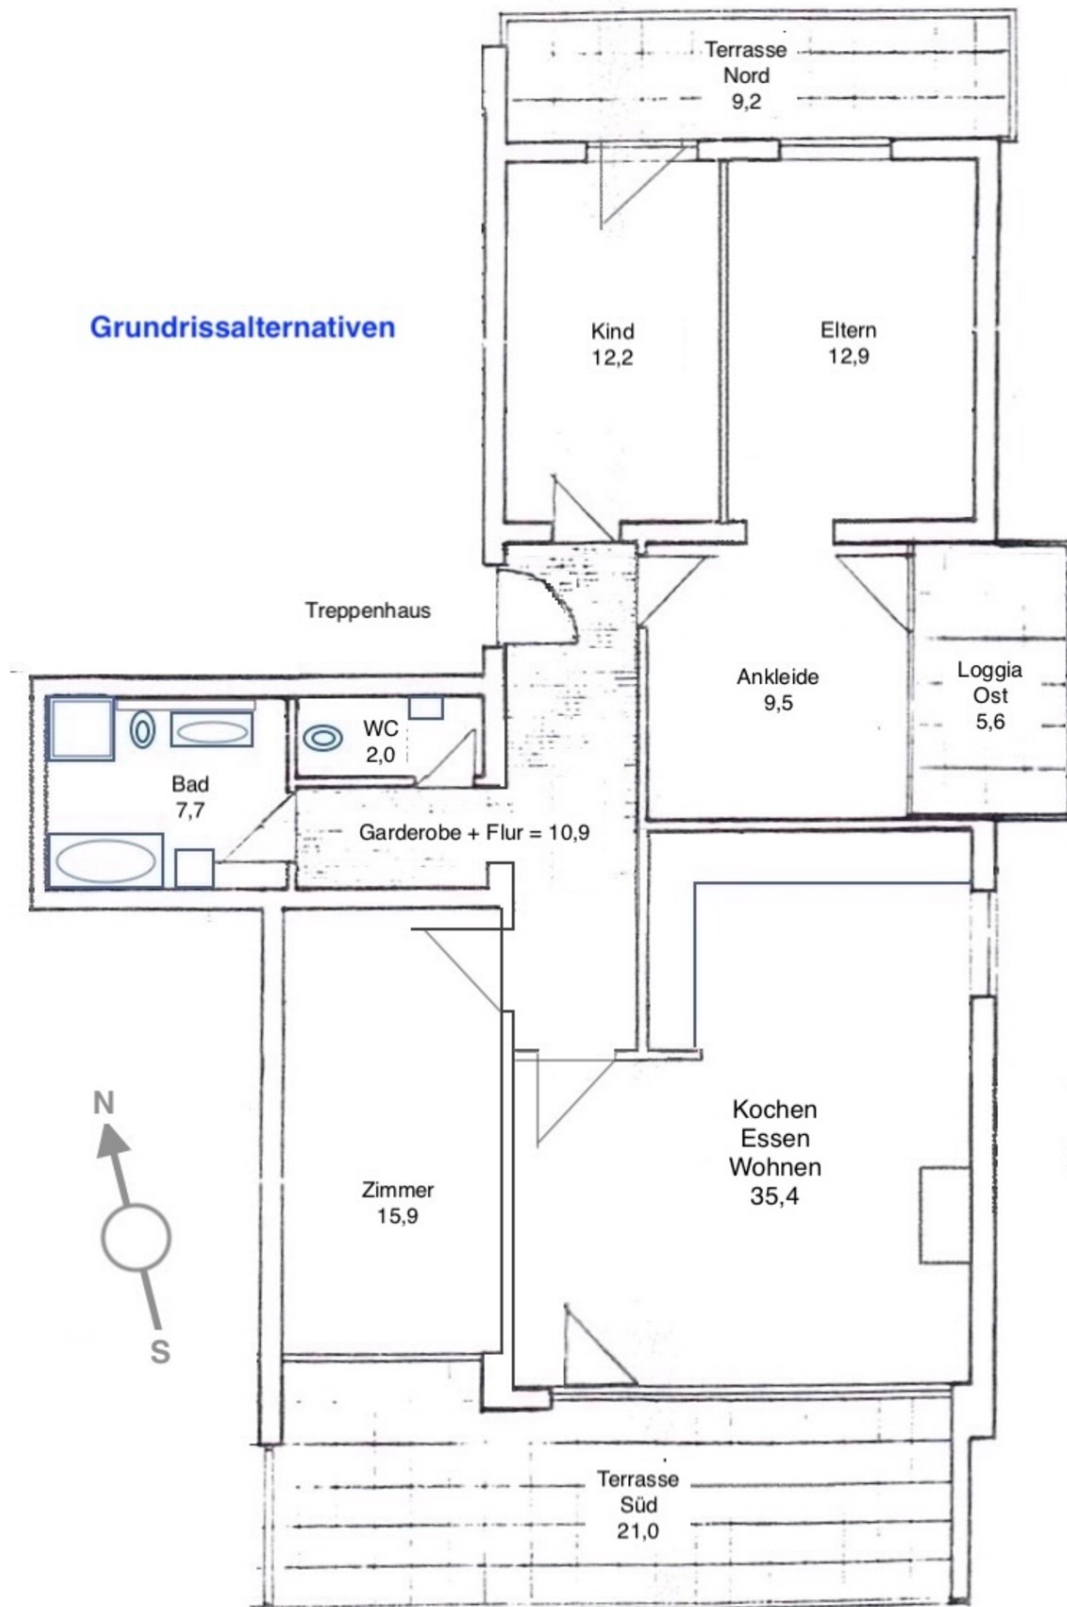 Terrasse
Nord
9,2
Grundrissalternativen
Kind
12,2
Eltern
12,9
Treppenhaus
Ankleide
9,5
Loggia
Ost
5,6
WC
2,0
Bad
7,7
Garderobe + Flur = 10,9
N
S
Kochen
Essen
Wohnen
35,4
Zimmer
15,9
Terrasse
Süd
21,0